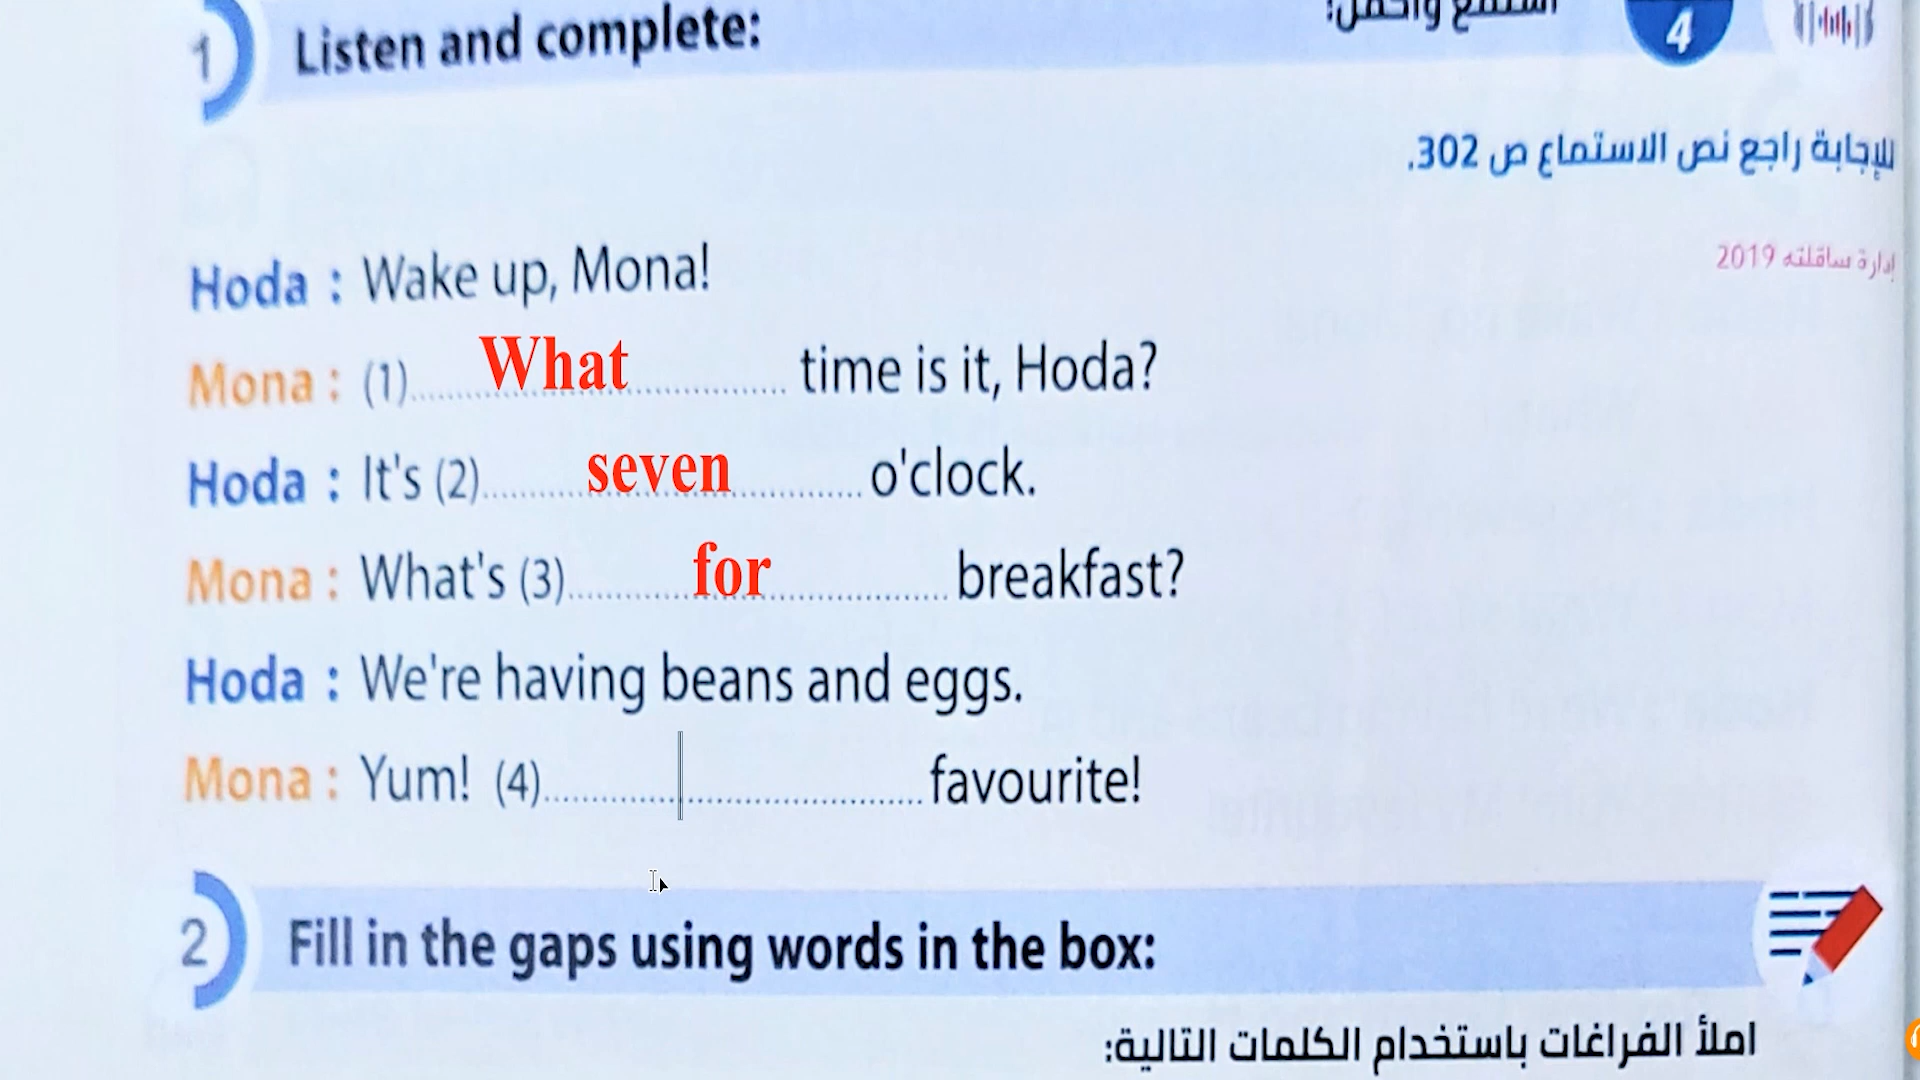 1 Listen and complete:
استمع وأكمل:
4
للإجابة راجع نص الاستماع ص 302.
إدارة ساقلته 2019
Hoda : Wake up, Mona!
Mona : (1) What time is it, Hoda?
Hoda : It's (2) seven o'clock.
Mona : What's (3) for breakfast?
Hoda : We're having beans and eggs.
Mona : Yum! (4) favourite!
2 Fill in the gaps using words in the box:
املأ الفراغات باستخدام الكلمات التالية: